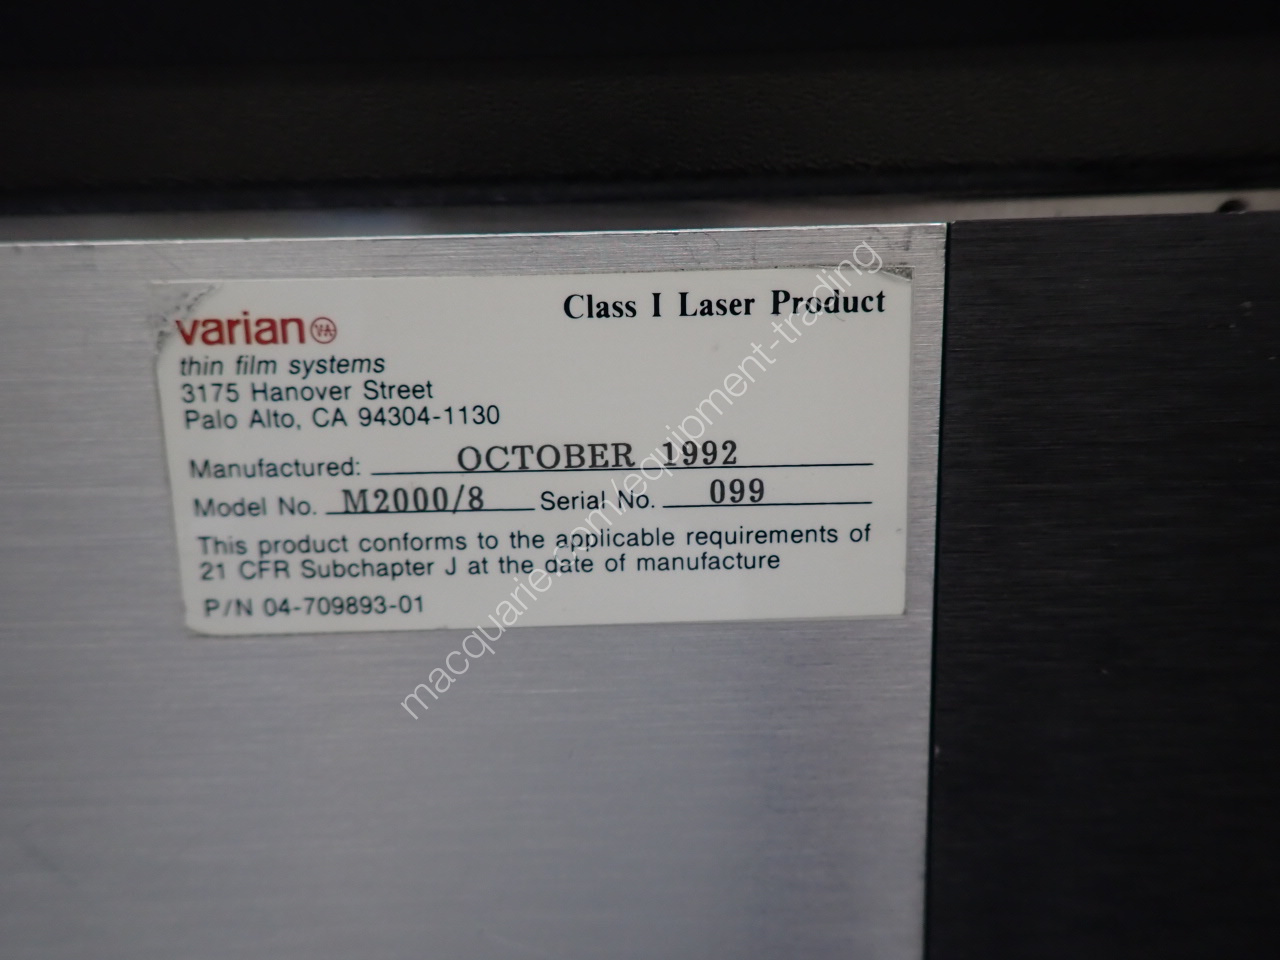 Class I Laser Product
varian VA
thin film systems
3175 Hanover Street
Palo Alto, CA 94304-1130
Manufactured: OCTOBER 1992
Model No. M2000/8 Serial No. 099
This product conforms to the applicable requirements of
21 CFR Subchapter J at the date of manufacture
P/N 04-709893-01
macquarie.com/equipment-trading